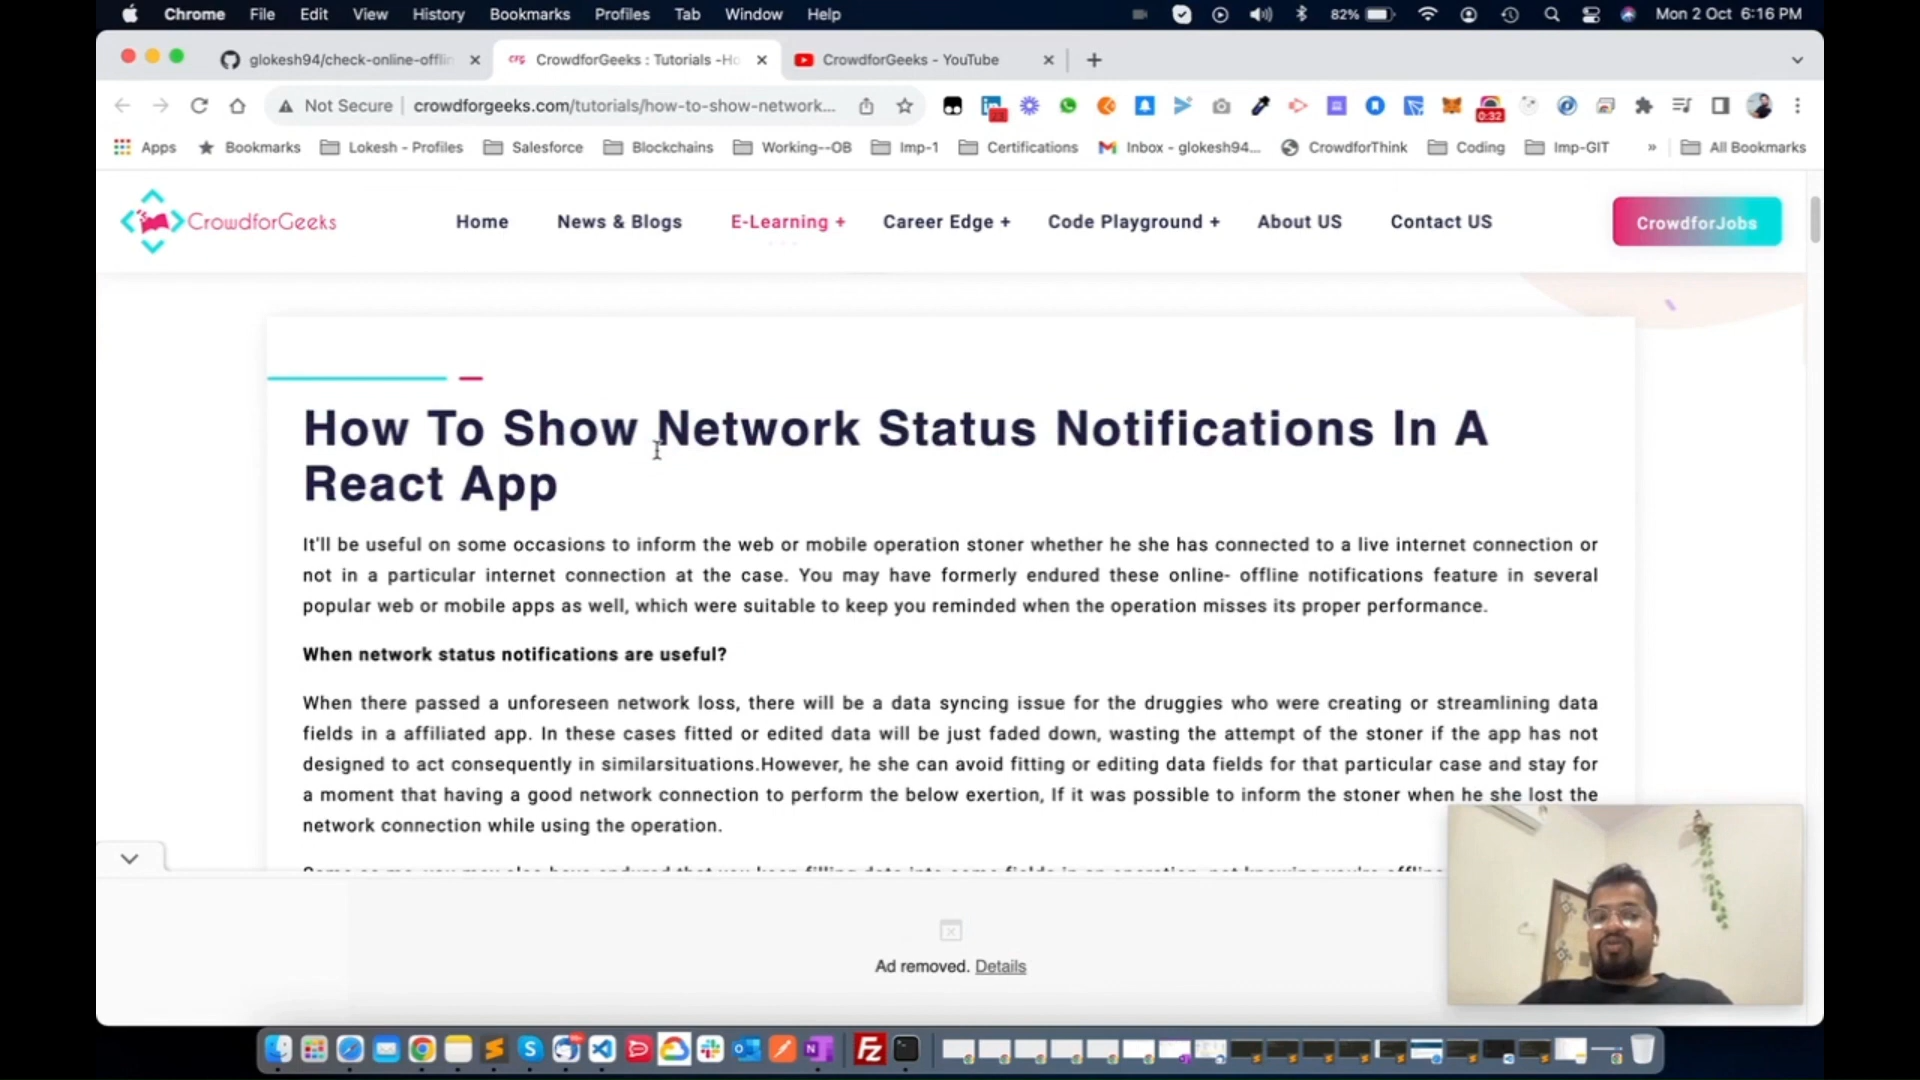 Chrome File Edit View History Bookmarks Profiles Tab Window Help 82% Mon 2 Oct 6:16 PM
glokesh94/check-online-offlin CFG CrowdforGeeks : Tutorials -Ho CrowdforGeeks - YouTube
Not Secure crowdforgeeks.com/tutorials/how-to-show-network... 0:32
Apps Bookmarks Lokesh - Profiles Salesforce Blockchains Working--OB Imp-1 Certifications Inbox - glokesh94... CrowdforThink Coding Imp-GIT » All Bookmarks
CrowdforGeeks Home News & Blogs E-Learning + Career Edge + Code Playground + About US Contact US CrowdforJobs
How To Show Network Status Notifications In A
React App
It'll be useful on some occasions to inform the web or mobile operation stoner whether he she has connected to a live internet connection or
not in a particular internet connection at the case. You may have formerly endured these online- offline notifications feature in several
popular web or mobile apps as well, which were suitable to keep you reminded when the operation misses its proper performance.
When network status notifications are useful?
When there passed a unforeseen network loss, there will be a data syncing issue for the druggies who were creating or streamlining data
fields in a affiliated app. In these cases fitted or edited data will be just faded down, wasting the attempt of the stoner if the app has not
designed to act consequently in similarsituations.However, he she can avoid fitting or editing data fields for that particular case and stay for
a moment that having a good network connection to perform the below exertion, If it was possible to inform the stoner when he she lost the
network connection while using the operation.
Ad removed. Details